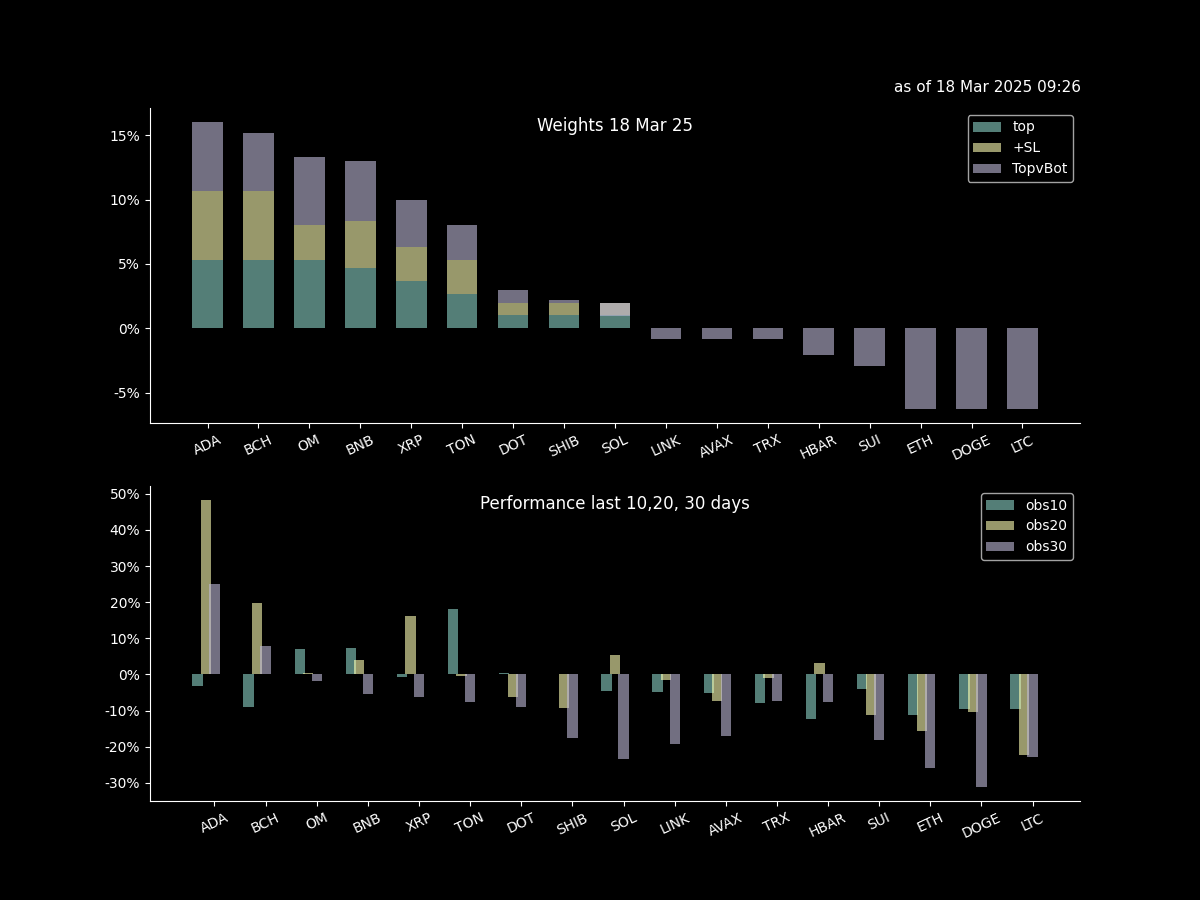 as of 18 Mar 2025 09:26
Weights 18 Mar 25
top
+SL
TopvBot
15%
10%
5%
0%
-5%
ADA BCH OM BNB XRP TON DOT SHIB SOL LINK AVAX TRX HBAR SUI ETH DOGE LTC
Performance last 10,20, 30 days
obs10
obs20
obs30
50%
40%
30%
20%
10%
0%
-10%
-20%
-30%
ADA BCH OM BNB XRP TON DOT SHIB SOL LINK AVAX TRX HBAR SUI ETH DOGE LTC